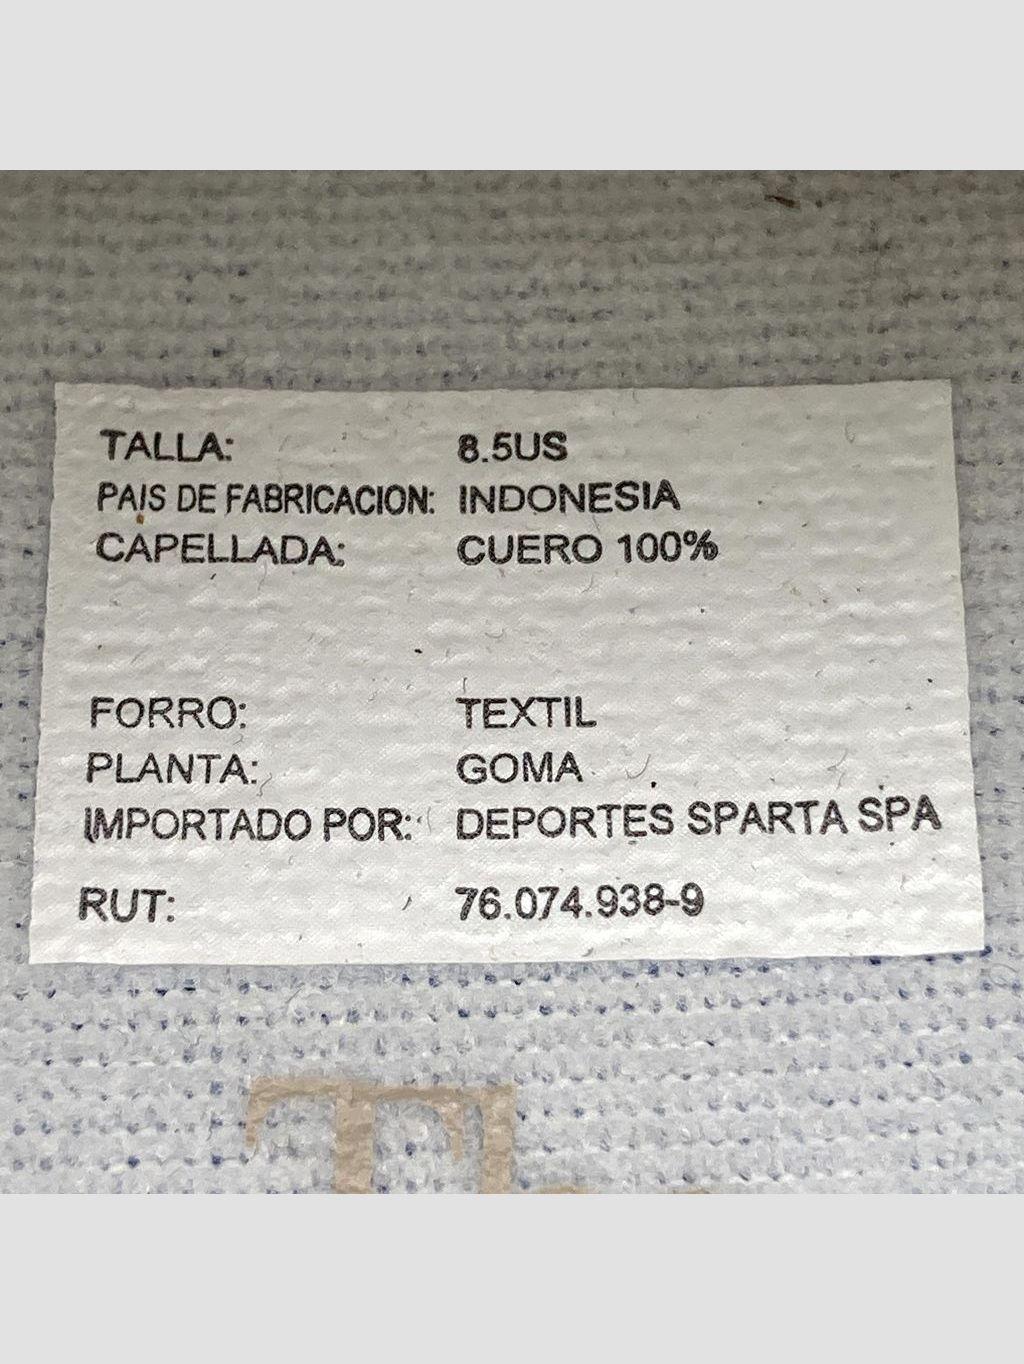 TALLA: 8.5US
PAIS DE FABRICACION: INDONESIA
CAPELLADA: CUERO 100%
FORRO: TEXTIL
PLANTA: GOMA
IMPORTADO POR: DEPORTES SPARTA SPA
RUT: 76.074.938-9